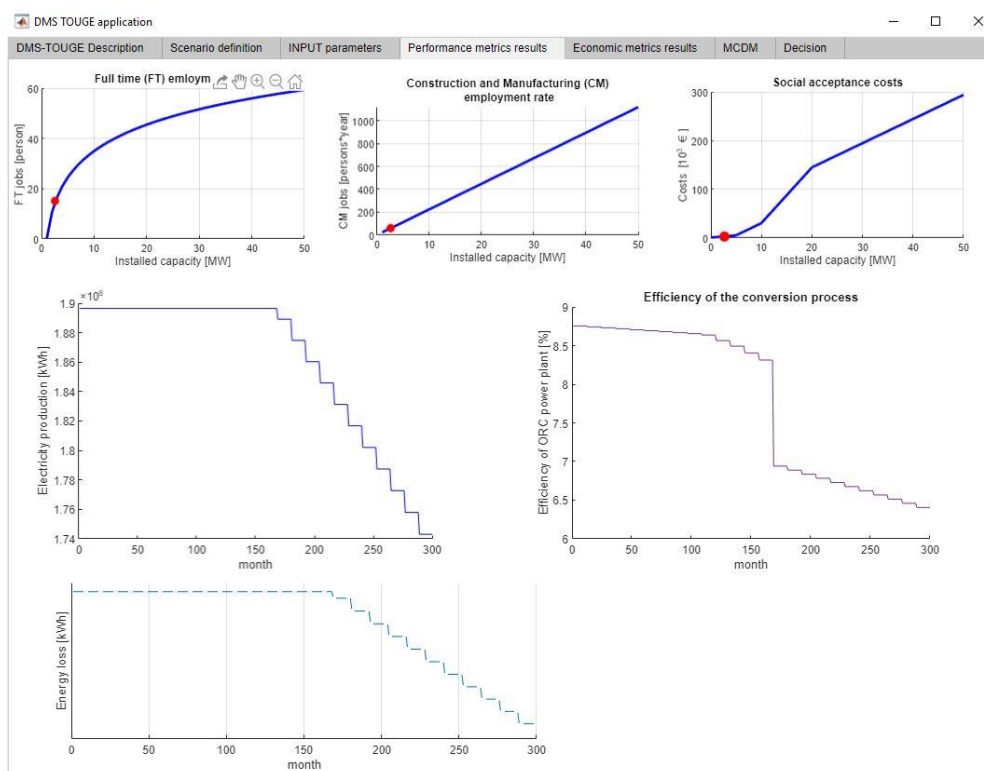 DMS TOUGE application
DMS-TOUGE Description Scenario definition INPUT parameters Performance metrics results Economic metrics results MCDM Decision
Full time (FT) emloym
60
40
20
0
FT jobs [person]
0 10 20 30 40 50
Installed capacity [MW]
Construction and Manufacturing (CM)
employment rate
1000
800
600
400
200
0
CM jobs [persons*year]
0 10 20 30 40 50
Installed capacity [MW]
Social acceptance costs
300
200
100
0
Costs [10³ € ]
0 10 20 30 40 50
Installed capacity [MW]
×10⁶
1.9
1.88
1.86
1.84
1.82
1.8
1.78
1.76
1.74
Electricity production [kWh]
0 50 100 150 200 250 300
month
Efficiency of the conversion process
9
8.5
8
7.5
7
6.5
6
Efficiency of ORC power plant [%]
0 50 100 150 200 250 300
month
Energy loss [kWh]
0 50 100 150 200 250 300
month